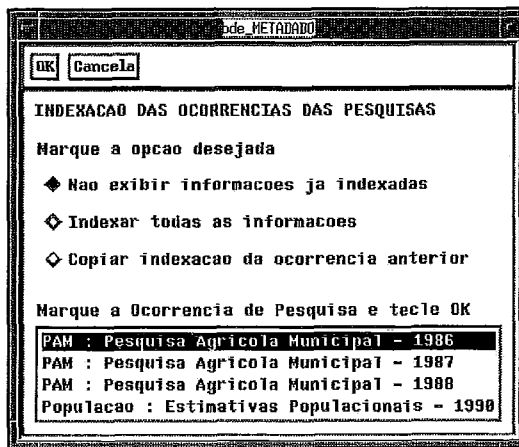 ode_METADADO
OK Cancela
INDEXACAO DAS OCORRENCIAS DAS PESQUISAS
Marque a opcao desejada
Nao exibir informacoes ja indexadas
Indexar todas as informacoes
Copiar indexacao da ocorrencia anterior
Marque a Ocorrencia de Pesquisa e tecle OK
PAM : Pesquisa Agricola Municipal - 1986
PAM : Pesquisa Agricola Municipal - 1987
PAM : Pesquisa Agricola Municipal - 1988
Populacao : Estimativas Populacionais - 1990